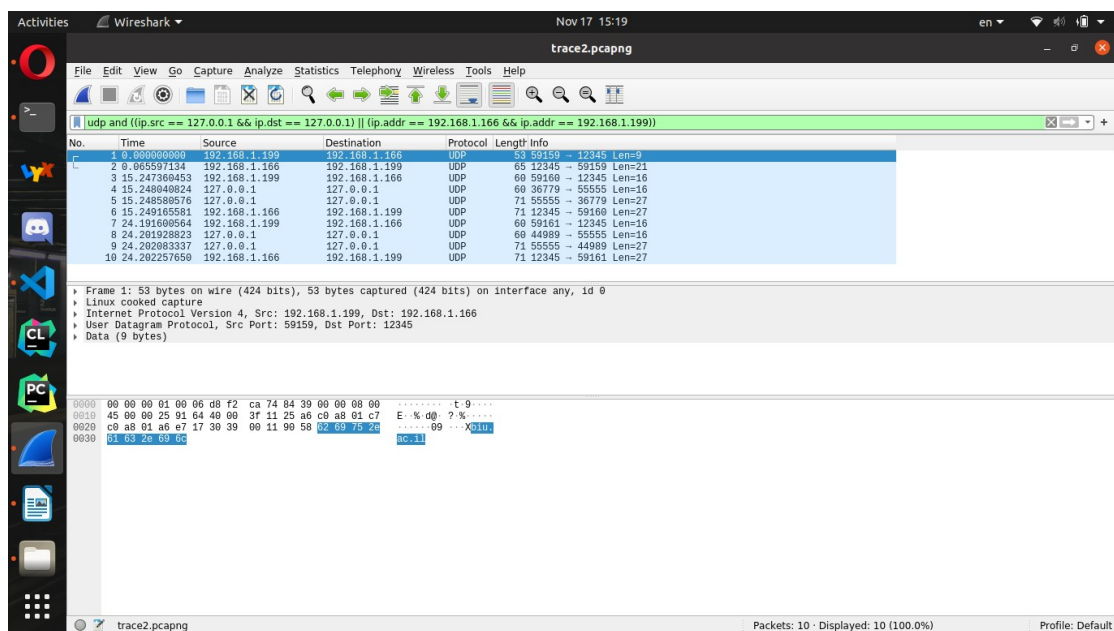 Activities Wireshark Nov 17 15:19 en
trace2.pcapng
File Edit View Go Capture Analyze Statistics Telephony Wireless Tools Help
udp and ((ip.src == 127.0.0.1 && ip.dst == 127.0.0.1) || (ip.addr == 192.168.1.166 && ip.addr == 192.168.1.199))
No. Time Source Destination Protocol Length Info
1 0.000000000 192.168.1.199 192.168.1.166 UDP 53 59159 → 12345 Len=9
2 0.065597134 192.168.1.166 192.168.1.199 UDP 65 12345 → 59159 Len=21
3 15.247360453 192.168.1.199 192.168.1.166 UDP 60 59160 → 12345 Len=16
4 15.248040824 127.0.0.1 127.0.0.1 UDP 60 36779 → 55555 Len=16
5 15.248580576 127.0.0.1 127.0.0.1 UDP 71 55555 → 36779 Len=27
6 15.249165581 192.168.1.166 192.168.1.199 UDP 71 12345 → 59160 Len=27
7 24.191600564 192.168.1.199 192.168.1.166 UDP 60 59161 → 12345 Len=16
8 24.201928823 127.0.0.1 127.0.0.1 UDP 60 44989 → 55555 Len=16
9 24.202083337 127.0.0.1 127.0.0.1 UDP 71 55555 → 44989 Len=27
10 24.202257650 192.168.1.166 192.168.1.199 UDP 71 12345 → 59161 Len=27
Frame 1: 53 bytes on wire (424 bits), 53 bytes captured (424 bits) on interface any, id 0
Linux cooked capture
Internet Protocol Version 4, Src: 192.168.1.199, Dst: 192.168.1.166
User Datagram Protocol, Src Port: 59159, Dst Port: 12345
Data (9 bytes)
0000 00 00 00 01 00 06 d8 f2 ca 74 84 39 00 00 08 00 ········ ·t·9····
0010 45 00 00 25 91 64 40 00 3f 11 25 a6 c0 a8 01 c7 E··%·d@· ?·%·····
0020 c0 a8 01 a6 e7 17 30 39 00 11 90 58 62 69 75 2e ······09 ···Xbiu.
0030 61 63 2e 69 6c ac.il
trace2.pcapng Packets: 10 · Displayed: 10 (100.0%) Profile: Default